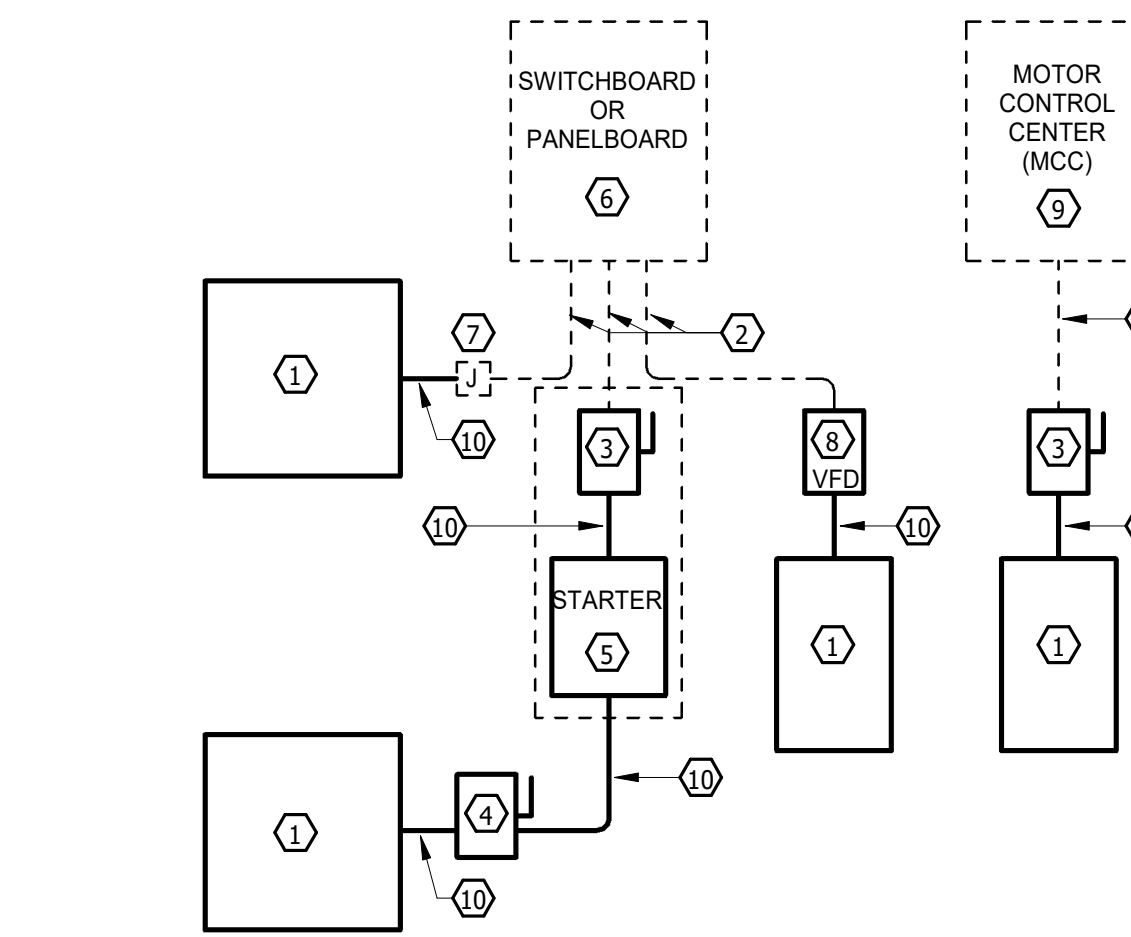 SWITCHBOARD
OR
PANELBOARD
6
MOTOR
CONTROL
CENTER
(MCC)
9
7
2
1
J
10
3
8
VFD
3
10
10
STARTER
5
1
1
10
4
1
10